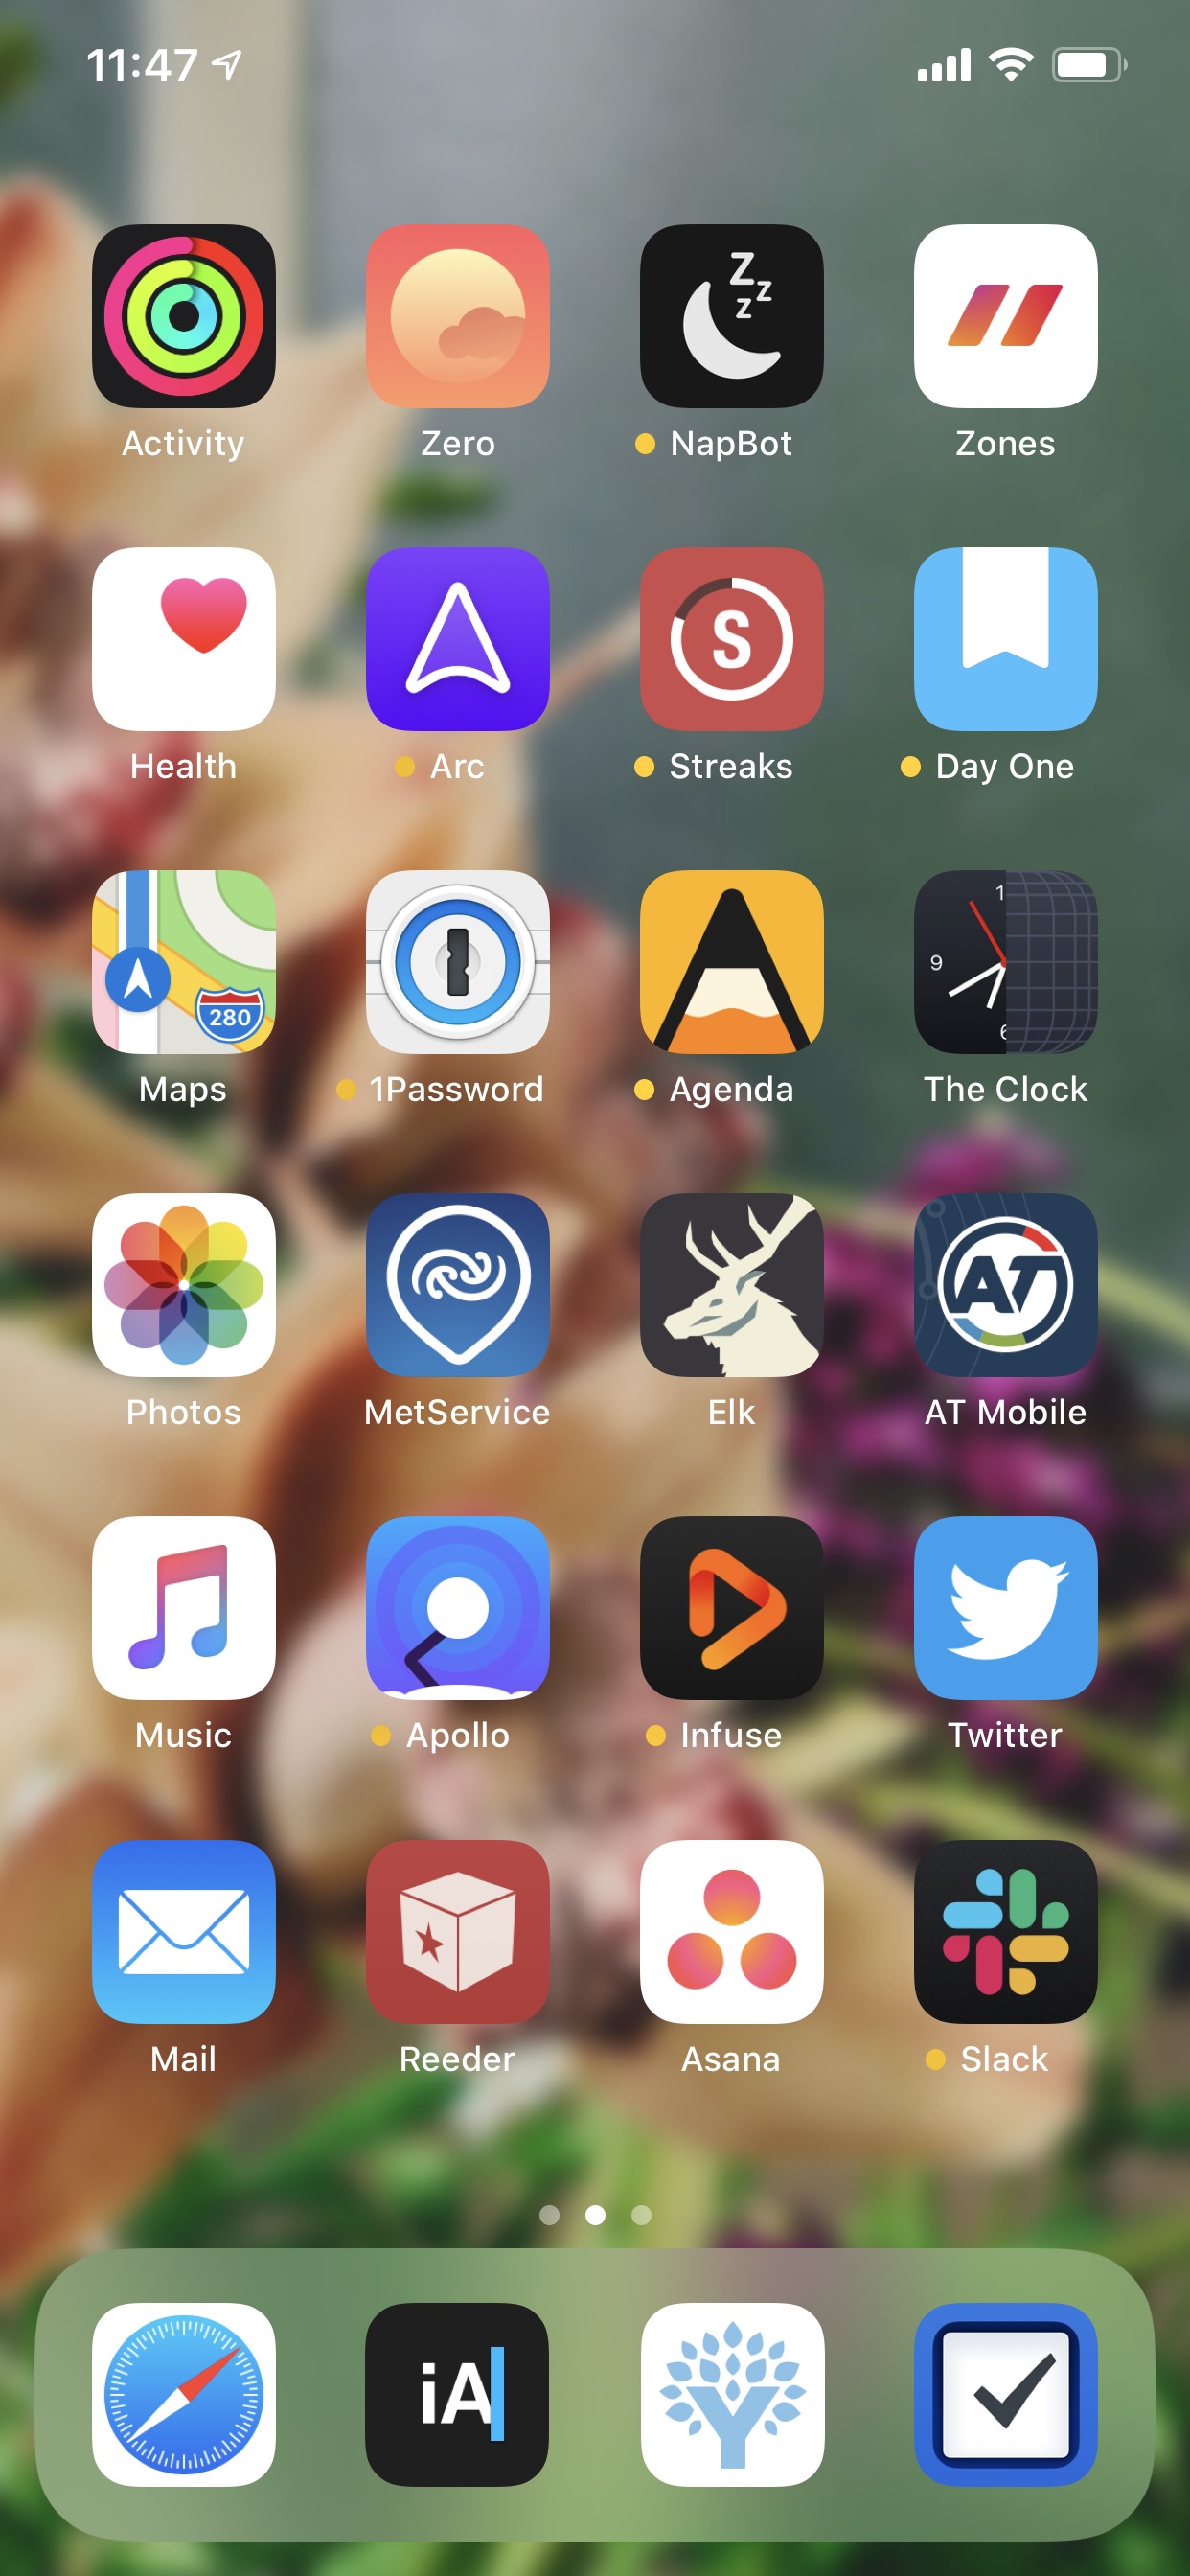 11:47
Z
z
z
Activity
Zero
NapBot
Zones
S
Health
Arc
Streaks
Day One
280
1
9
6
Maps
1Password
Agenda
The Clock
AT
Photos
MetService
Elk
AT Mobile
Music
Apollo
Infuse
Twitter
Mail
Reeder
Asana
Slack
iA
Y